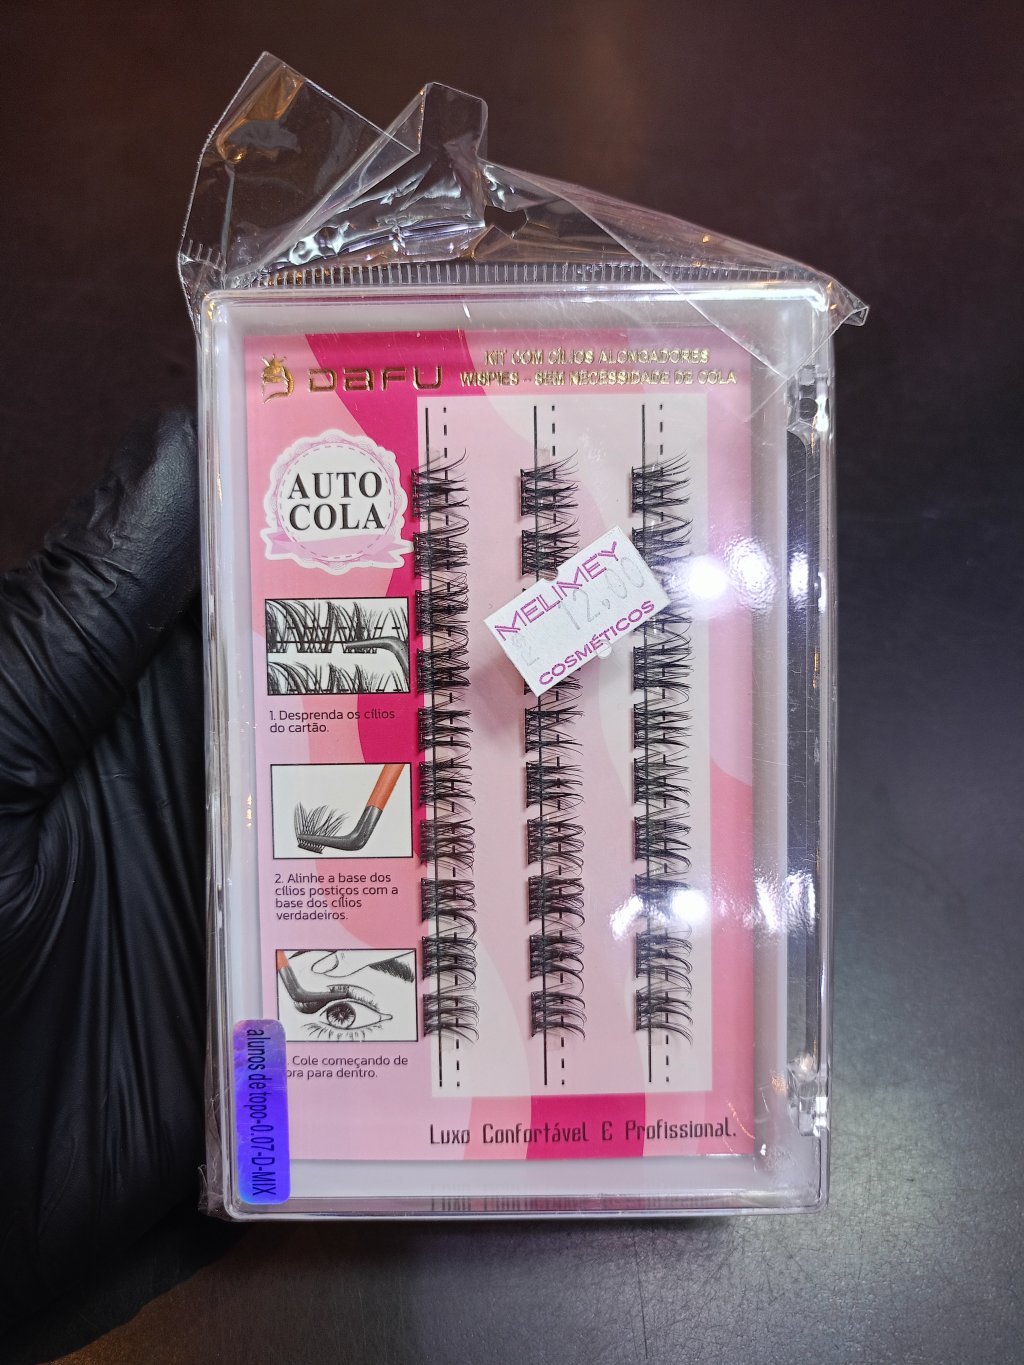 DAFU
KIT COM CÍLIOS ALONGADORES
WISPIES - SEM NECESSIDADE DE COLA
AUTO
COLA
MELIMEY
12,00
COSMÉTICOS
1. Desprenda os cílios
do cartão.
2. Alinhe a base dos
cílios postiços com a
base dos cílios
verdadeiros.
Cole começando de
para dentro.
alunos de topo-0.07-D-MIX
Luxo Confortável E Profissional.